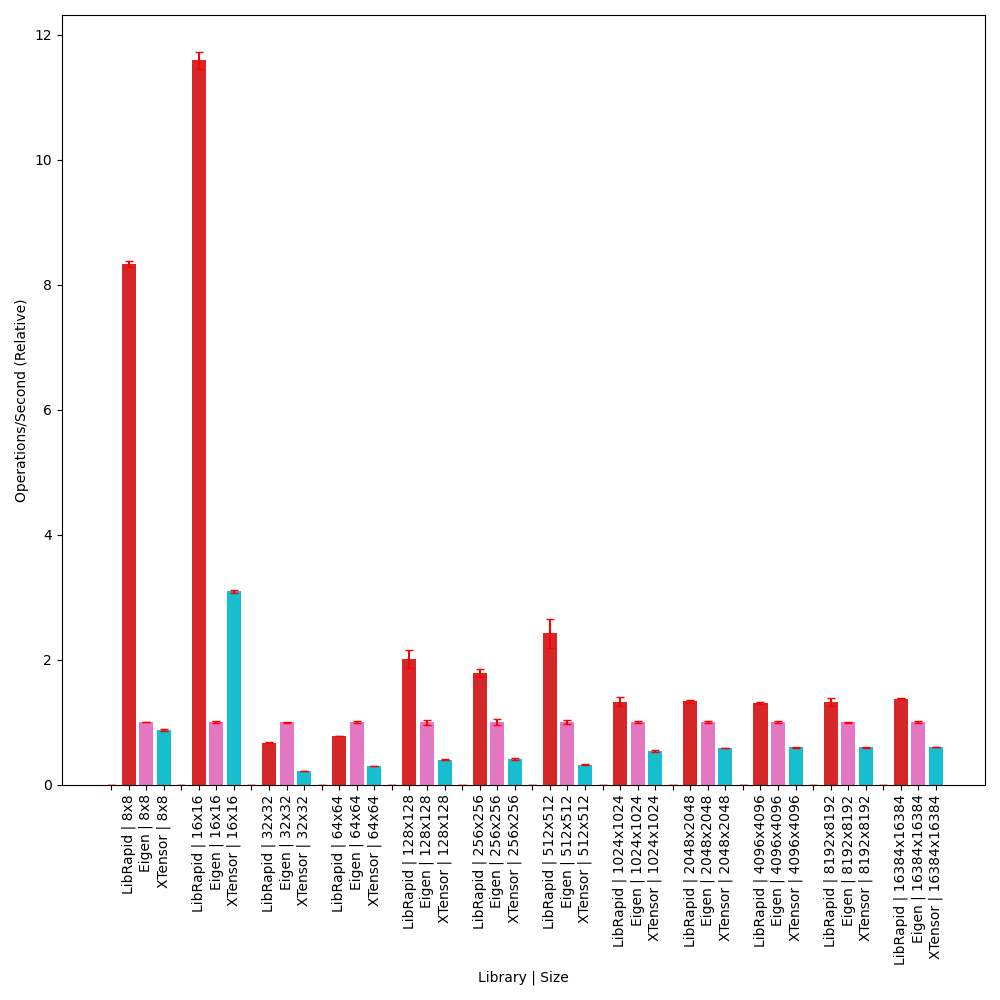 12
10
8
6
4
2
0
Operations/Second (Relative)
LibRapid | 8x8
Eigen | 8x8
XTensor | 8x8
LibRapid | 16x16
Eigen | 16x16
XTensor | 16x16
LibRapid | 32x32
Eigen | 32x32
XTensor | 32x32
LibRapid | 64x64
Eigen | 64x64
XTensor | 64x64
LibRapid | 128x128
Eigen | 128x128
XTensor | 128x128
LibRapid | 256x256
Eigen | 256x256
XTensor | 256x256
LibRapid | 512x512
Eigen | 512x512
XTensor | 512x512
LibRapid | 1024x1024
Eigen | 1024x1024
XTensor | 1024x1024
LibRapid | 2048x2048
Eigen | 2048x2048
XTensor | 2048x2048
LibRapid | 4096x4096
Eigen | 4096x4096
XTensor | 4096x4096
LibRapid | 8192x8192
Eigen | 8192x8192
XTensor | 8192x8192
LibRapid | 16384x16384
Eigen | 16384x16384
XTensor | 16384x16384
Library | Size